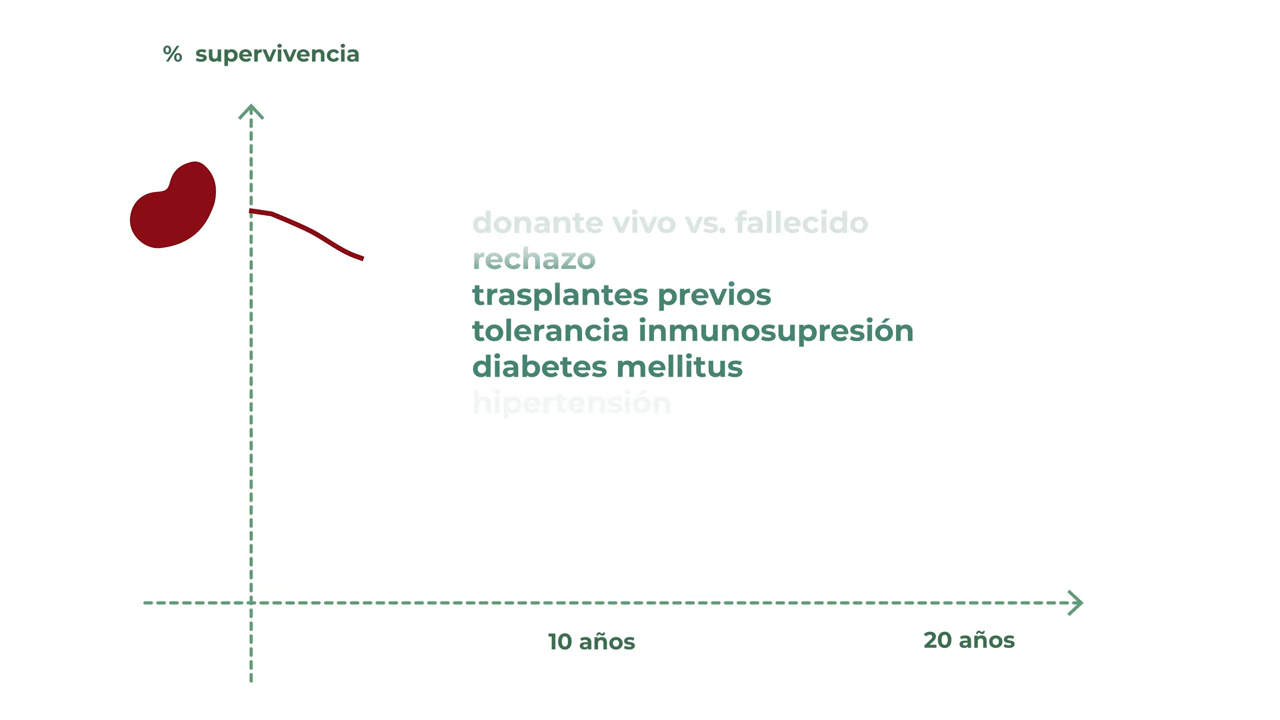 % supervivencia
donante vivo vs. fallecido
rechazo
trasplantes previos
tolerancia inmunosupresión
diabetes mellitus
hipertensión
10 años
20 años